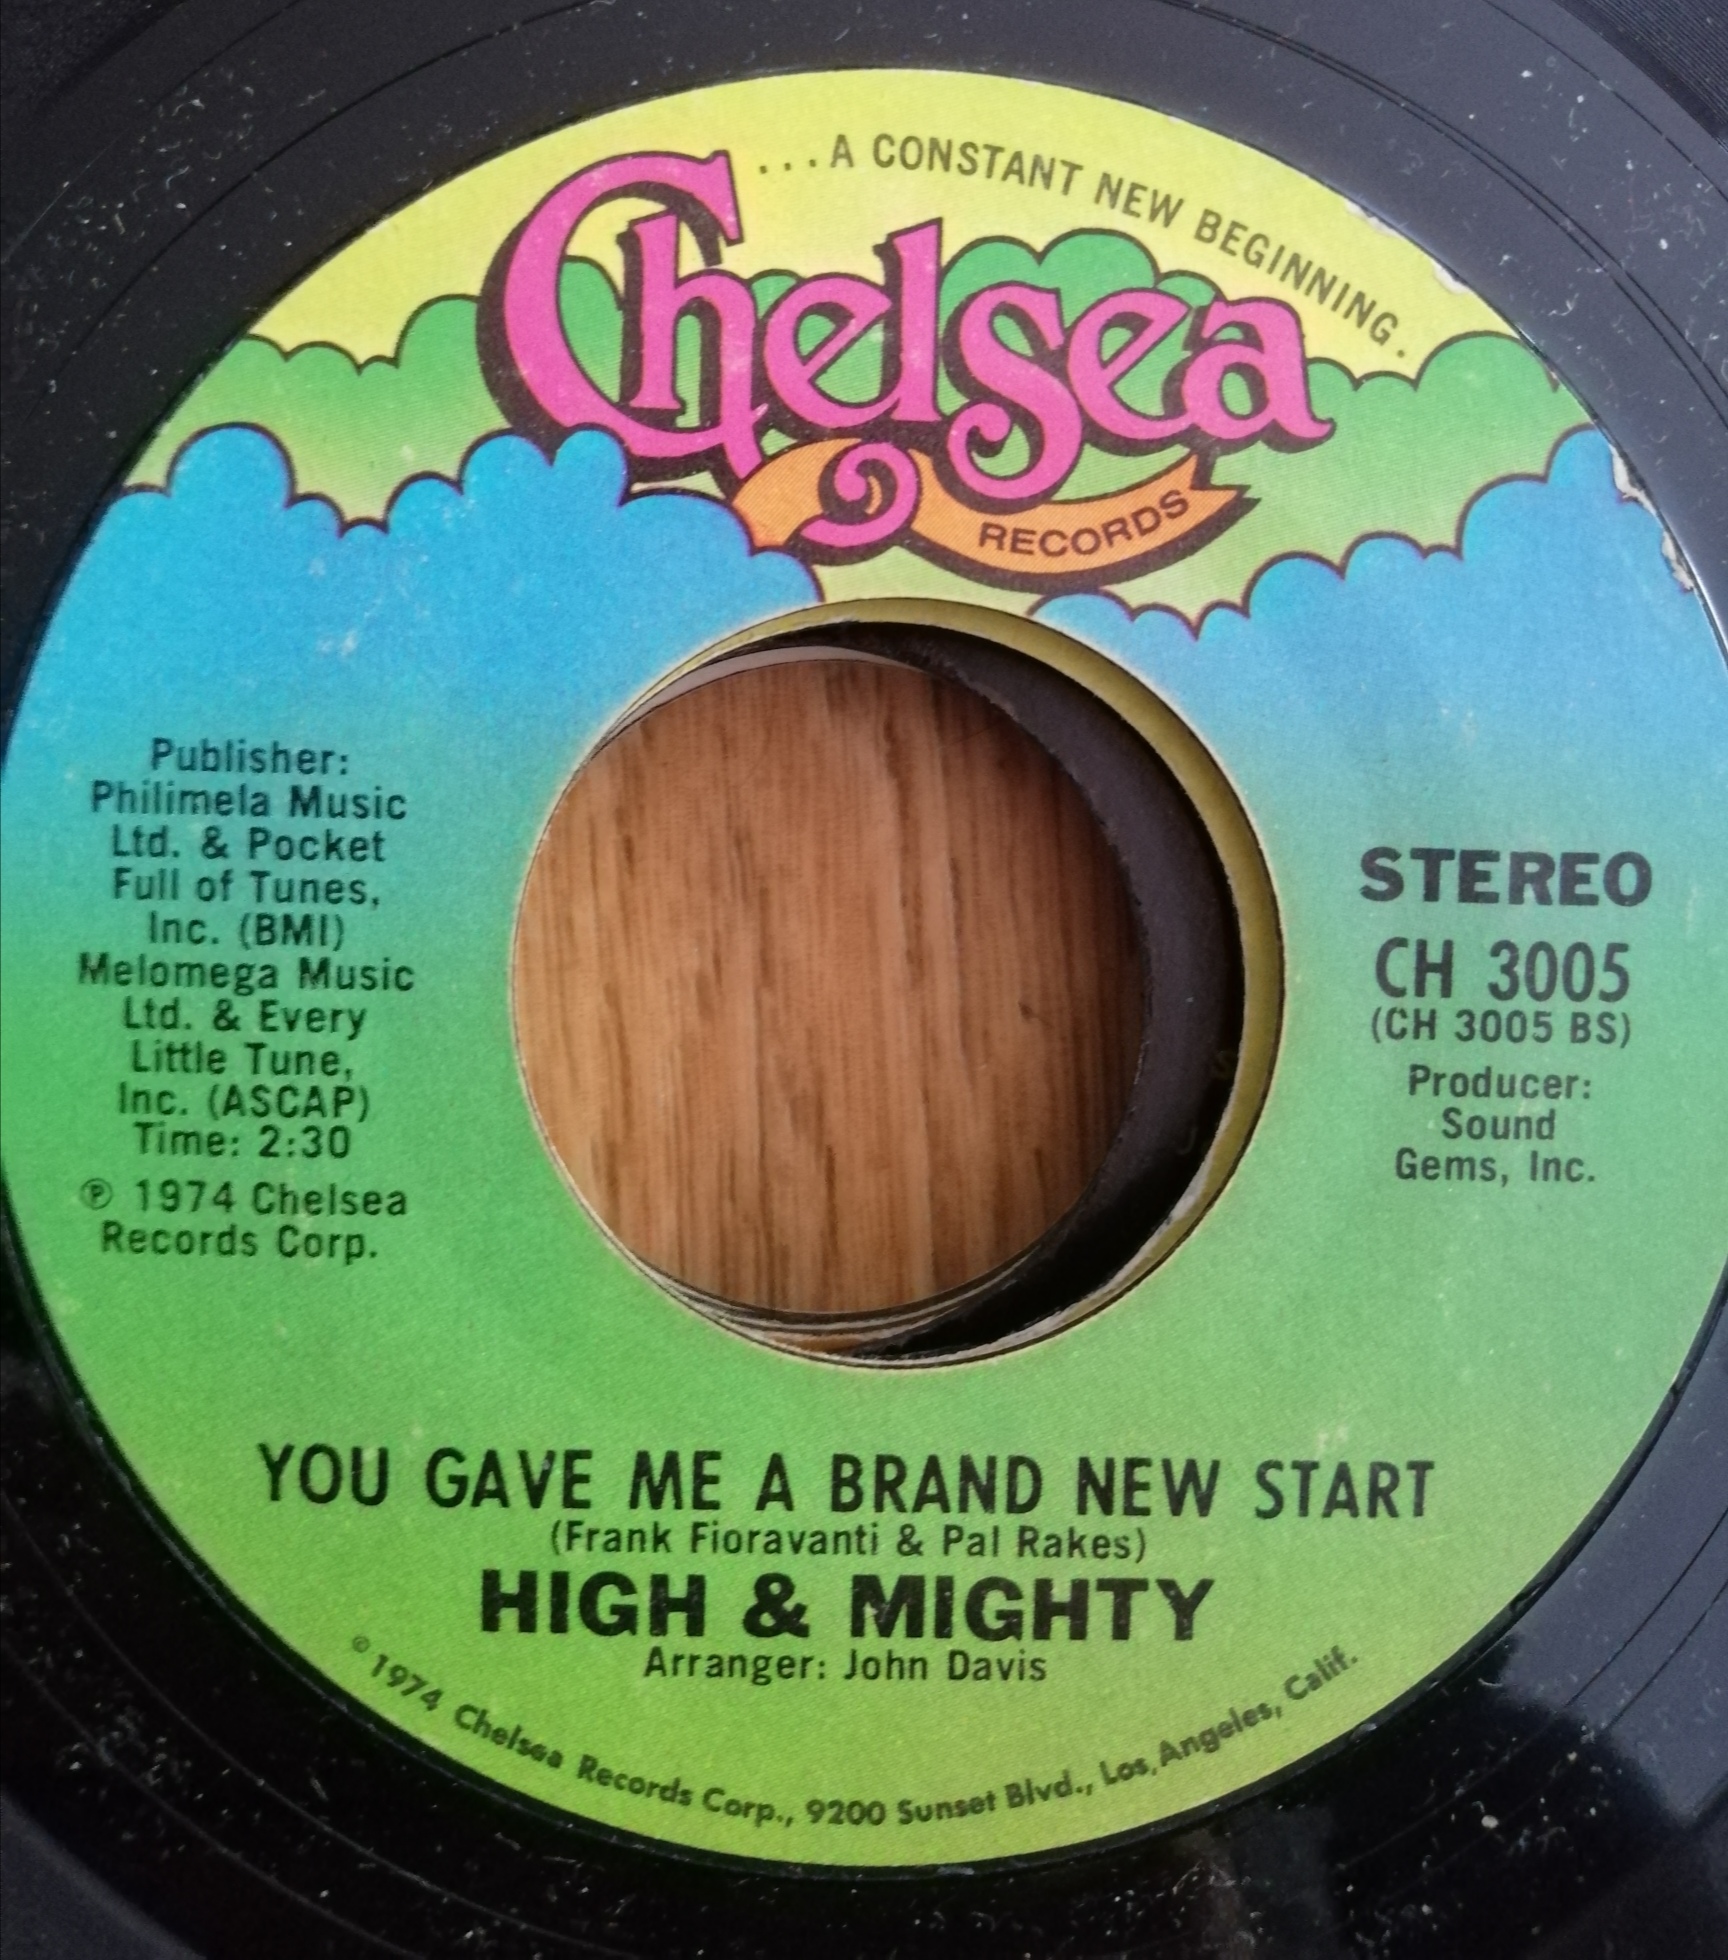 ...A CONSTANT NEW BEGINNING.
Chelsea
RECORDS
Publisher:
Philimela Music
Ltd. & Pocket
Full of Tunes,
Inc. (BMI)
Melomega Music
Ltd. & Every
Little Tune,
Inc. (ASCAP)
Time: 2:30
℗ 1974 Chelsea
Records Corp.
STEREO
CH 3005
(CH 3005 BS)
Producer:
Sound
Gems, Inc.
YOU GAVE ME A BRAND NEW START
(Frank Fioravanti & Pal Rakes)
HIGH & MIGHTY
Arranger: John Davis
© 1974 Chelsea Records Corp., 9200 Sunset Blvd., Los Angeles, Calif.